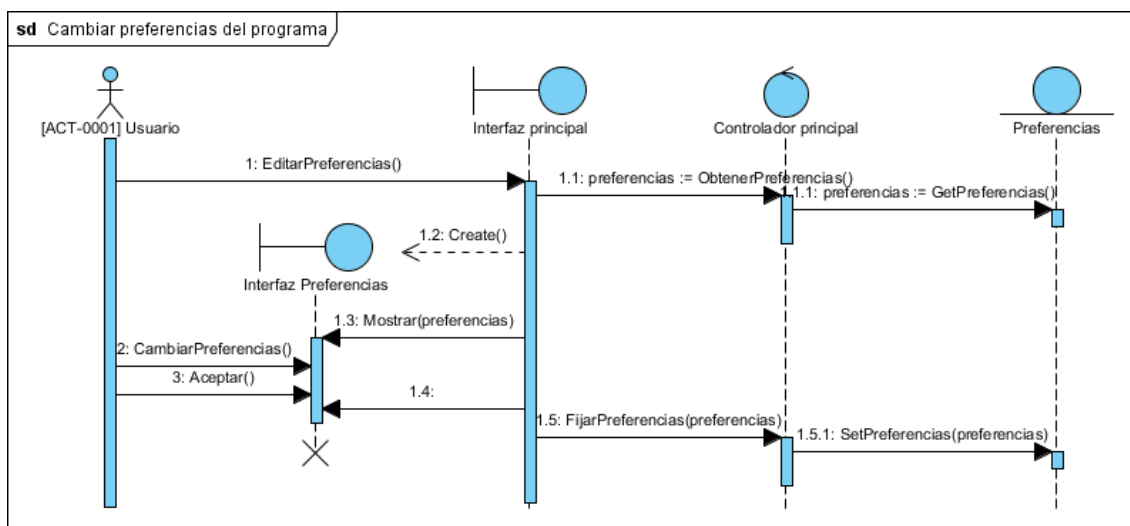 sd Cambiar preferencias del programa
[ACT-0001] Usuario
Interfaz principal
Controlador principal
Preferencias
1: EditarPreferencias()
1.1: preferencias := ObtenerPreferencias()
1.1.1: preferencias := GetPreferencias()
1.2: Create()
Interfaz Preferencias
1.3: Mostrar(preferencias)
2: CambiarPreferencias()
3: Aceptar()
1.4:
1.5: FijarPreferencias(preferencias)
1.5.1: SetPreferencias(preferencias)